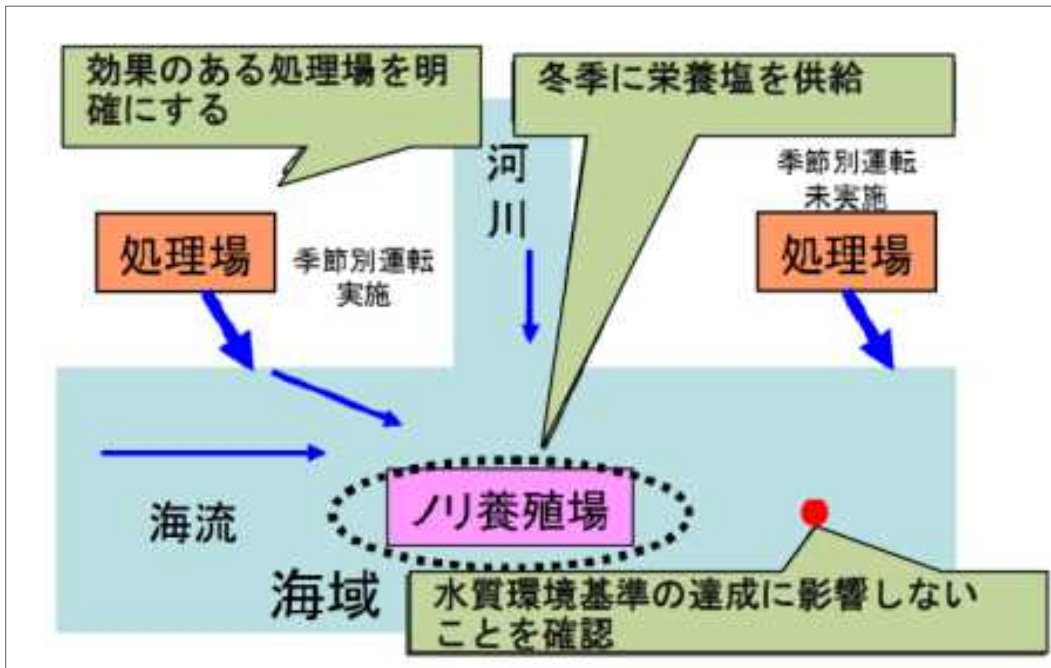 効果のある処理場を明
確にする
冬季に栄養塩を供給
河
川
季節別運転
未実施
処理場
季節別運転
実施
処理場
海流
ノリ養殖場
海域
水質環境基準の達成に影響しない
ことを確認